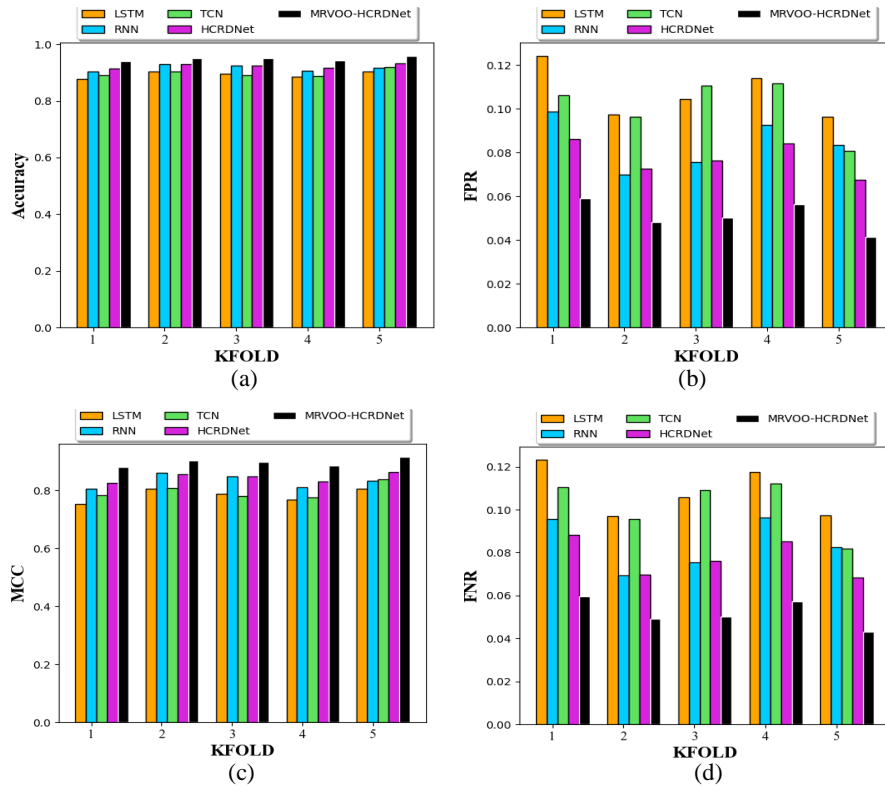 LSTM TCN MRVOO-HCRDNet
RNN HCRDNet
1.0
0.8
0.6
0.4
0.2
0.0
Accuracy
1 2 3 4 5
KFOLD
(a)
LSTM TCN MRVOO-HCRDNet
RNN HCRDNet
0.12
0.10
0.08
0.06
0.04
0.02
0.00
FPR
1 2 3 4 5
KFOLD
(b)
LSTM TCN MRVOO-HCRDNet
RNN HCRDNet
0.8
0.6
0.4
0.2
0.0
MCC
1 2 3 4 5
KFOLD
(c)
LSTM TCN MRVOO-HCRDNet
RNN HCRDNet
0.12
0.10
0.08
0.06
0.04
0.02
0.00
FNR
1 2 3 4 5
KFOLD
(d)